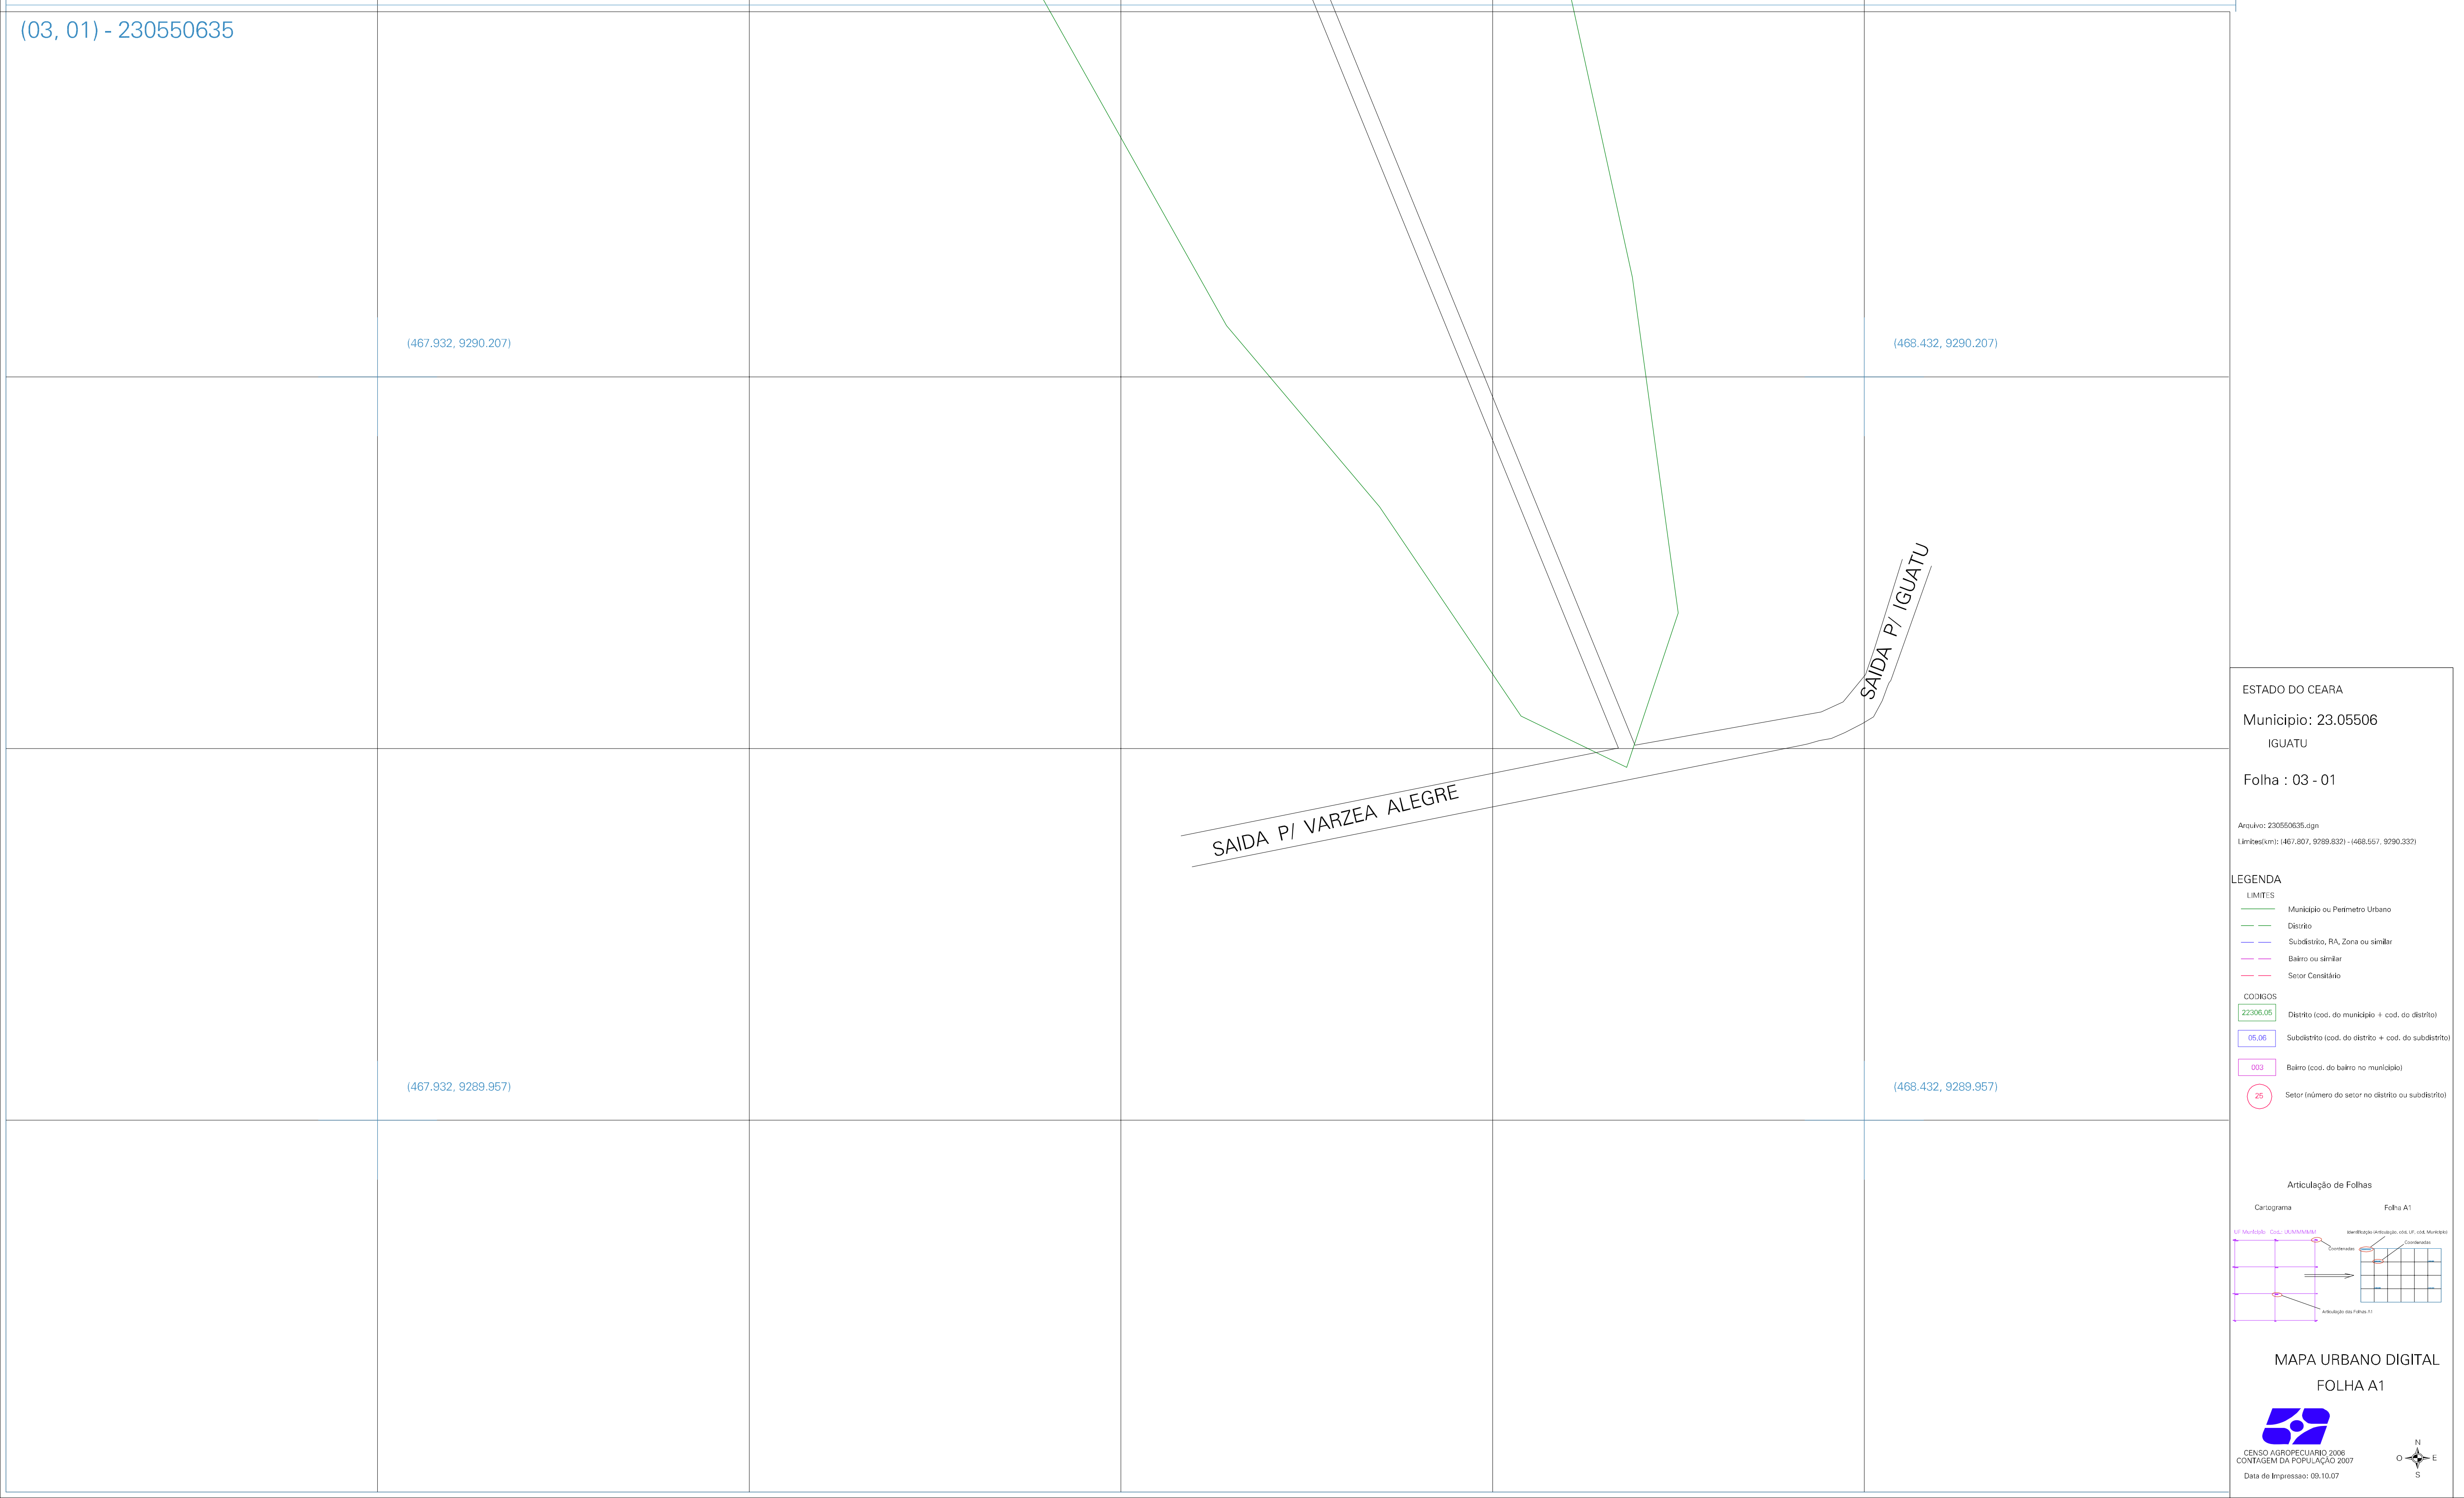 (03, 01) - 230550635
(467.932, 9290.207)
(468.432, 9290.207)
SAIDA P/ IGUATU
SAIDA P/ VARZEA ALEGRE
(467.932, 9289.957)
(468.432, 9289.957)
ESTADO DO CEARA
Municipio: 23.05506
IGUATU
Folha : 03 - 01
Arquivo: 230550635.dgn
Limites(km): (467.807, 9289.832) - (468.557, 9290.332)
LEGENDA
LIMITES
Município ou Perímetro Urbano
Distrito
Subdistrito, RA, Zona ou similar
Bairro ou similar
Setor Censitário
CODIGOS
22306.05 Distrito (cod. do município + cod. do distrito)
05.06 Subdistrito (cod. do distrito + cod. do subdistrito)
003 Bairro (cod. do bairro no município)
25 Setor (número do setor no distrito ou subdistrito)
Articulação de Folhas
Cartograma
Folha A1
Coordenadas
Coordenadas
Articulação das Folhas A1
MAPA URBANO DIGITAL
FOLHA A1
CENSO AGROPECUARIO 2006
CONTAGEM DA POPULAÇÃO 2007
Data de Impressao: 09.10.07
N
O E
S